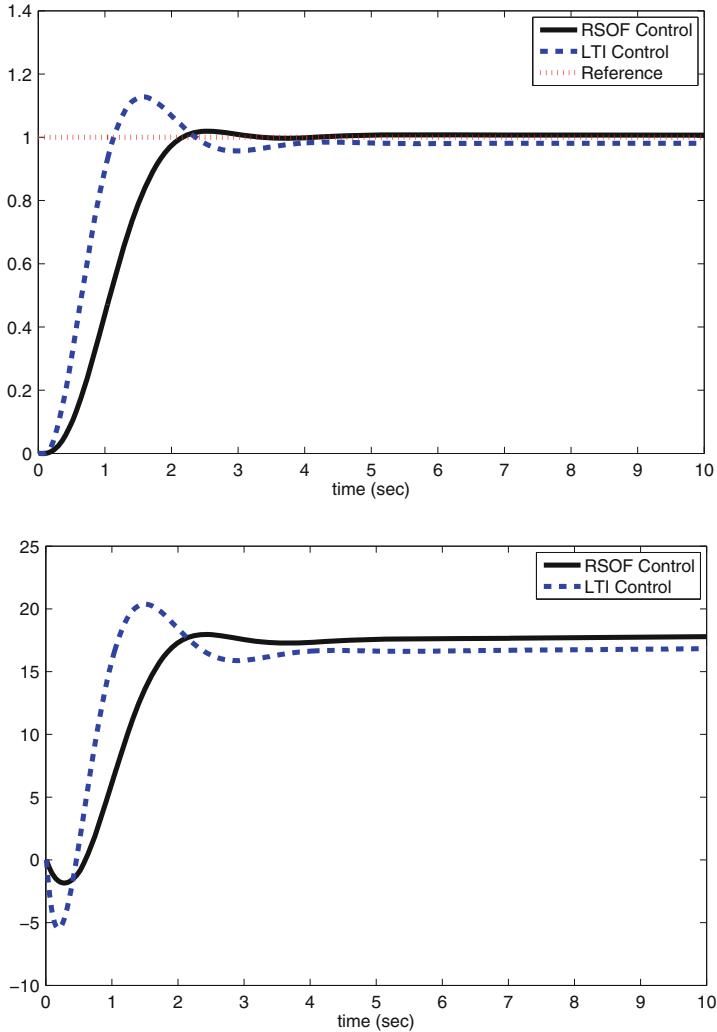 1.4
1.2
1
0.8
0.6
0.4
0.2
0
RSOF Control
LTI Control
Reference
0 1 2 3 4 5 6 7 8 9 10
time (sec)
25
20
15
10
5
0
−5
−10
RSOF Control
LTI Control
0 1 2 3 4 5 6 7 8 9 10
time (sec)